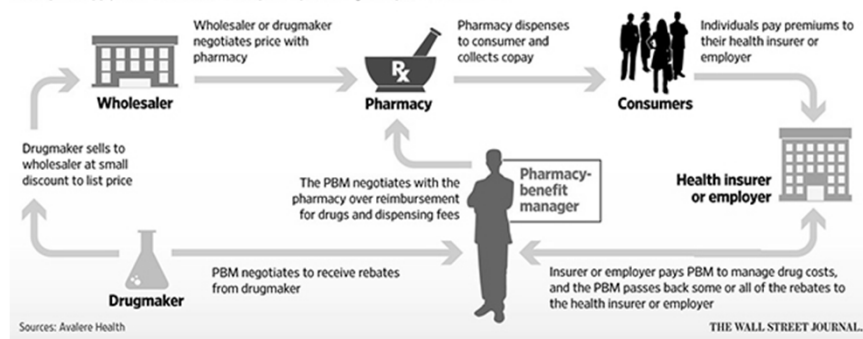 Wholesaler or drugmaker
negotiates price with
pharmacy
Pharmacy dispenses
to consumer and
collects copay
Individuals pay premiums to
their health insurer or
employer
Rx
Wholesaler
Pharmacy
Consumers
Drugmaker sells to
wholesaler at small
discount to list price
The PBM negotiates with the
pharmacy over reimbursement
for drugs and dispensing fees
Pharmacy-
benefit
manager
Health insurer
or employer
PBM negotiates to receive rebates
from drugmaker
Insurer or employer pays PBM to manage drug costs,
and the PBM passes back some or all of the rebates to
the health insurer or employer
Drugmaker
Sources: Avalere Health
THE WALL STREET JOURNAL.